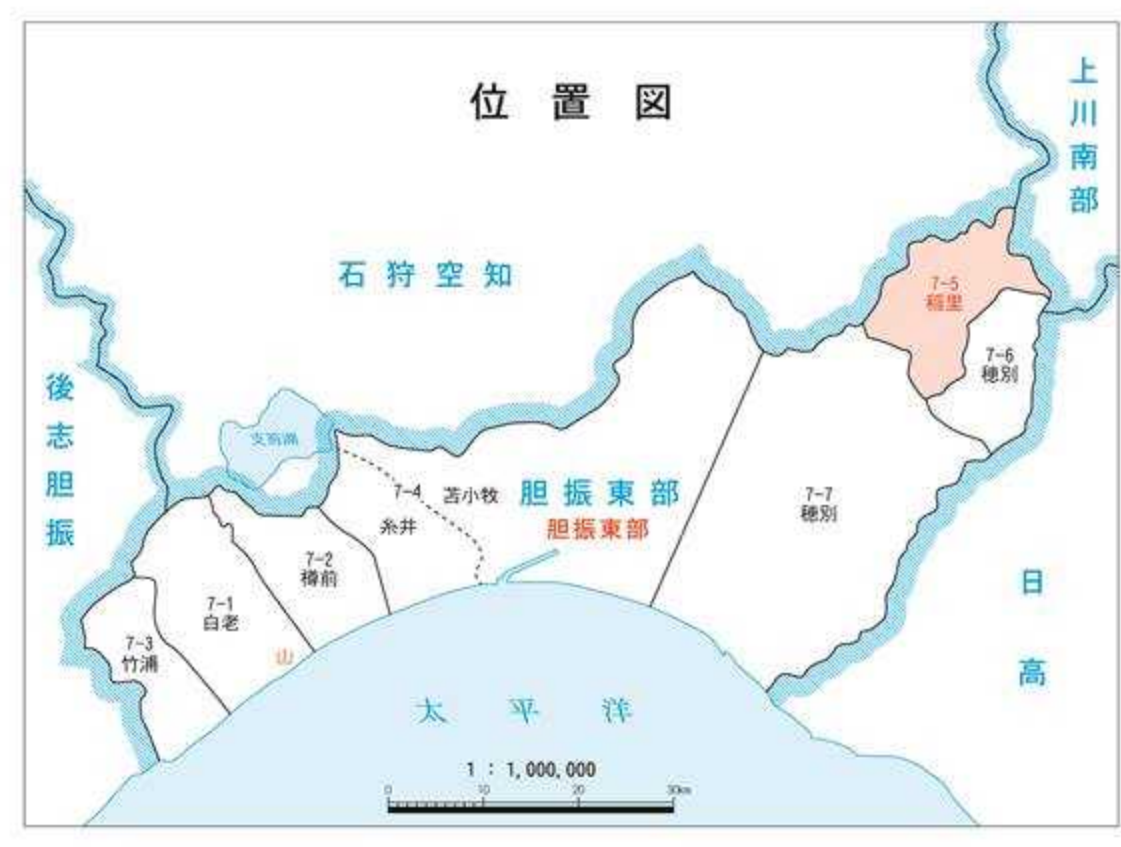 位置図
上川南部
石狩空知
7-5
稲里
7-6
穂別
後志胆振
支笏湖
7-4
苫小牧
糸井
胆振東部
胆振東部
7-7
穂別
7-2
樽前
7-1
白老
7-3
竹浦
山
日高
太平洋
1 : 1,000,000
0 10 20 30km